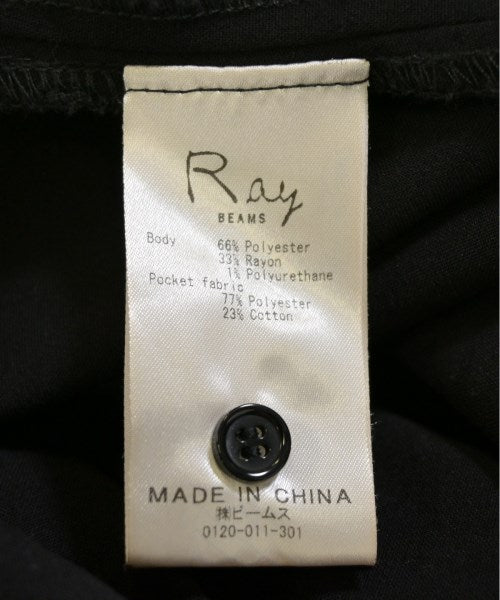 Ray
BEAMS
Body 66% Polyester
33% Rayon
1% Polyurethane
Pocket fabric
77% Polyester
23% Cotton
MADE IN CHINA
㈱ビームス
0120-011-301